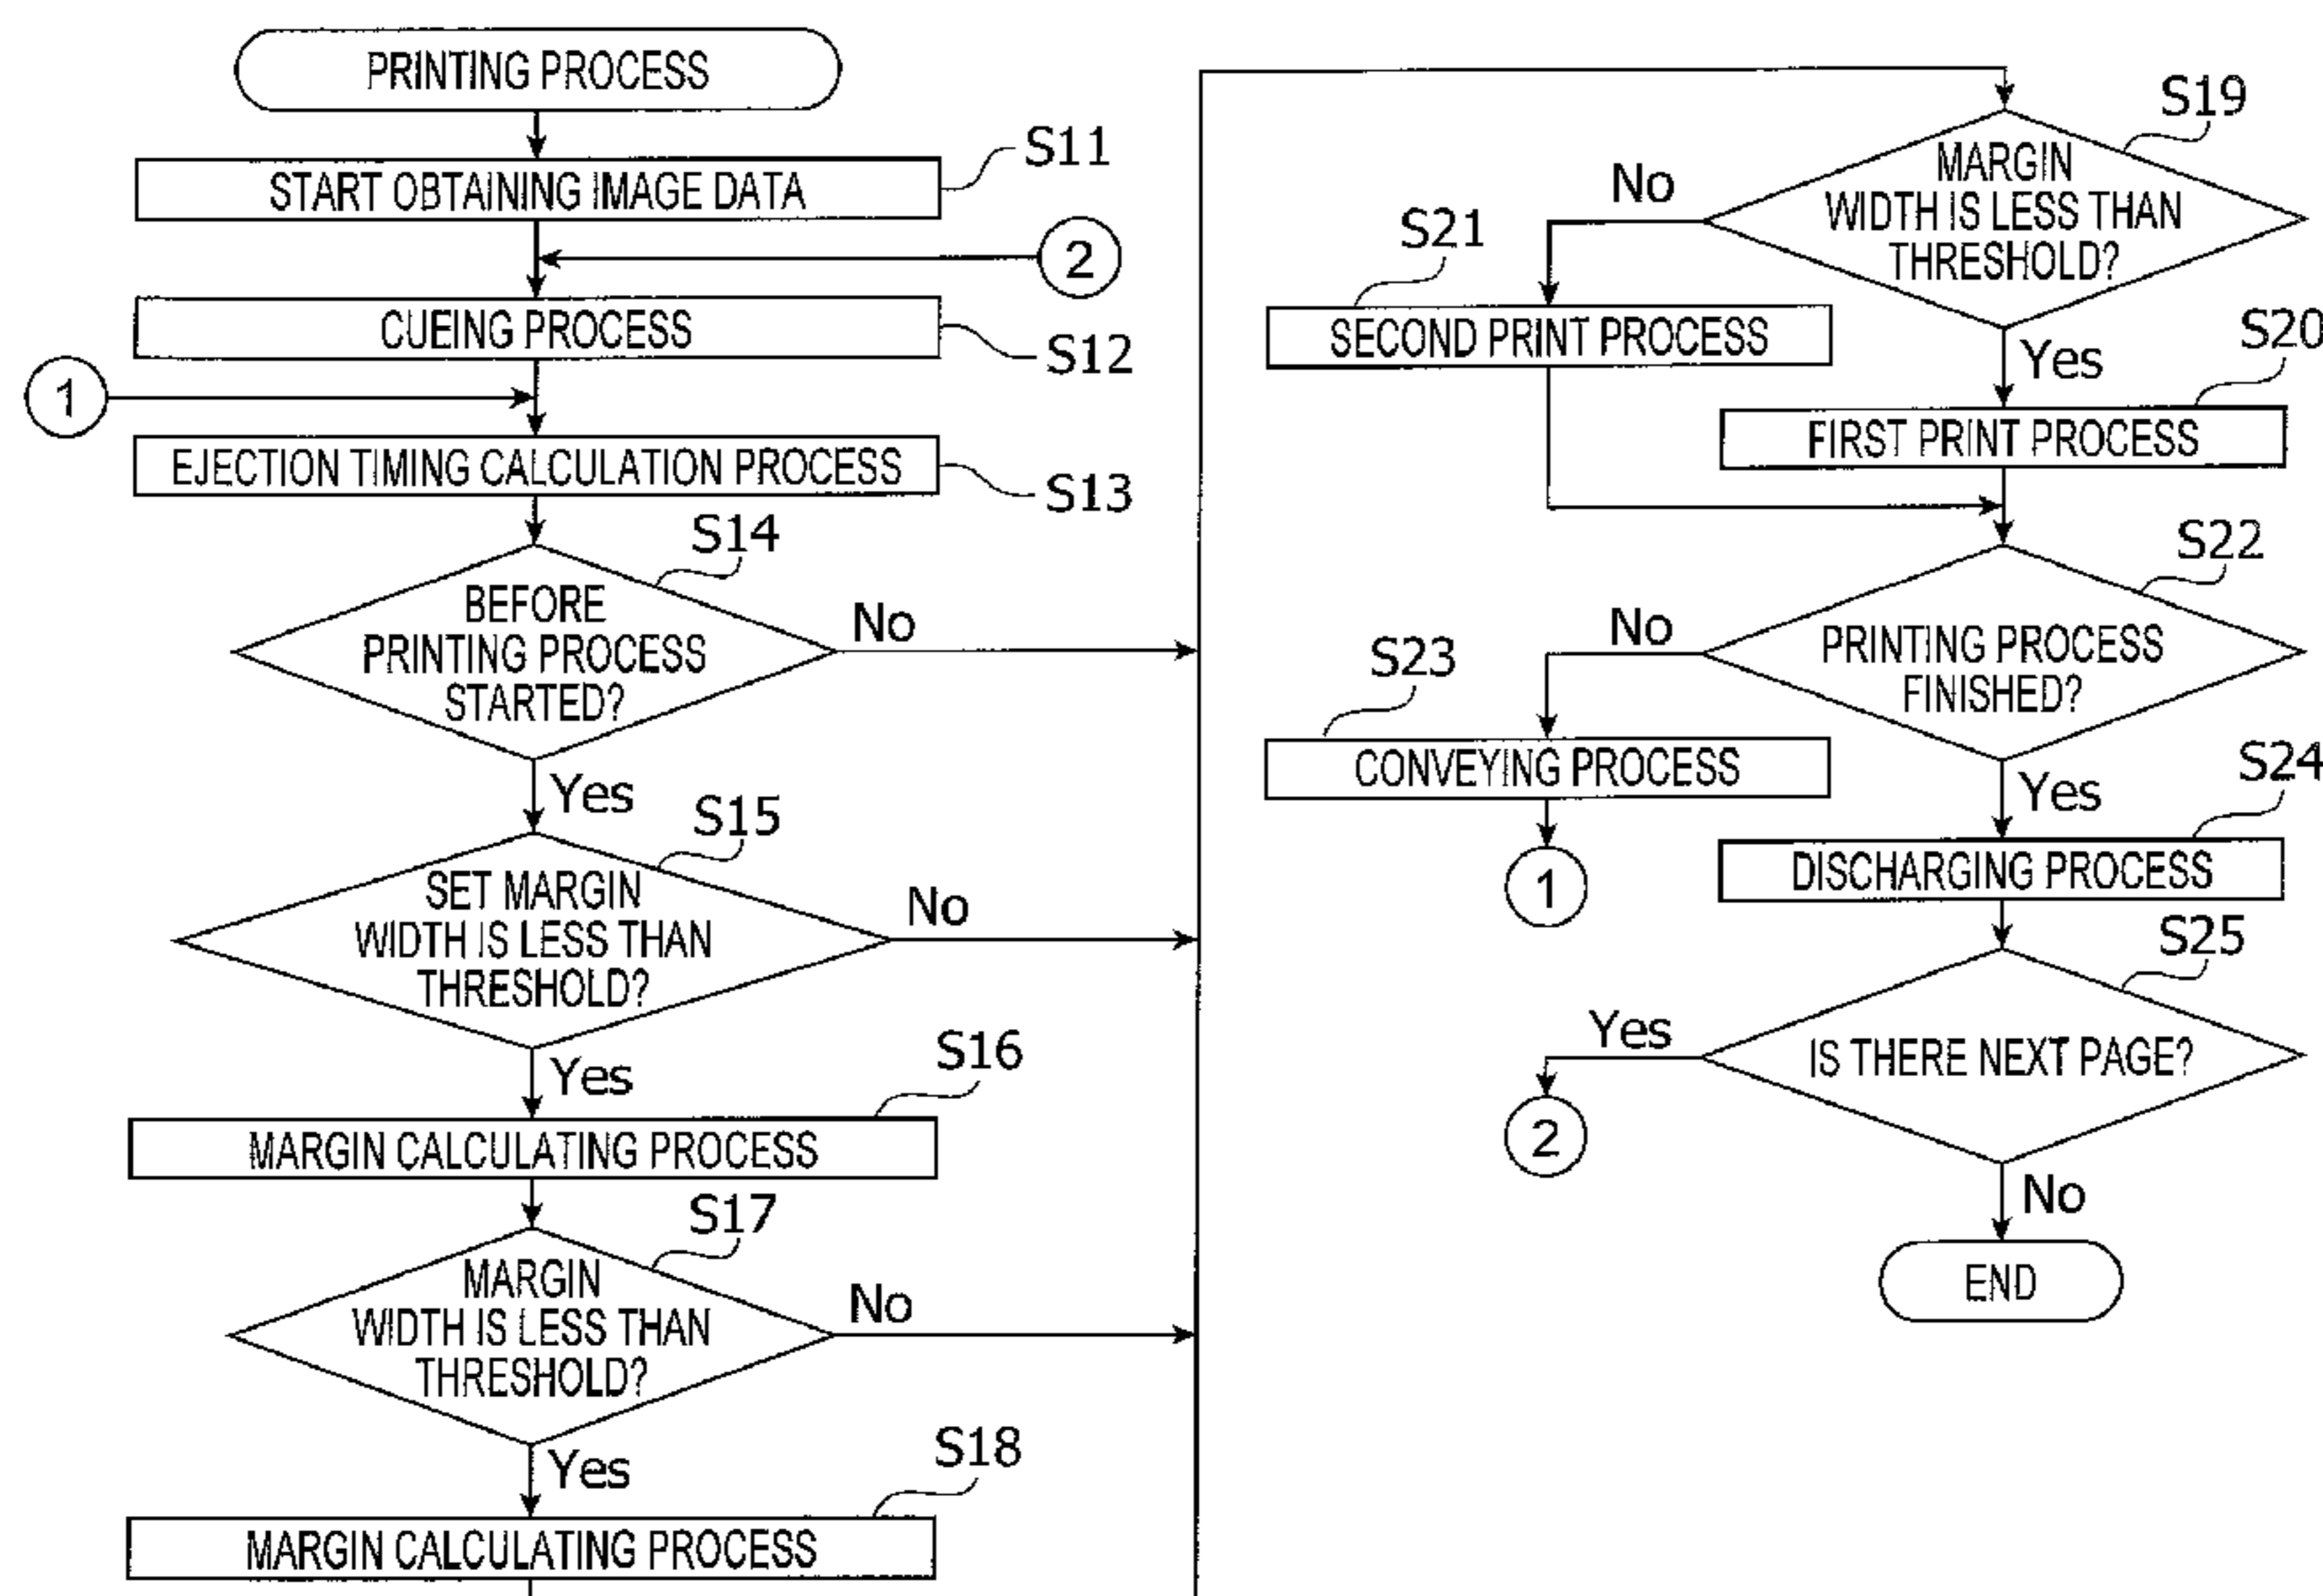 PRINTING PROCESS
S11
START OBTAINING IMAGE DATA
2
CUEING PROCESS
S12
1
EJECTION TIMING CALCULATION PROCESS
S13
S14
BEFORE
PRINTING PROCESS
STARTED?
No
Yes
S15
SET MARGIN
WIDTH IS LESS THAN
THRESHOLD?
No
Yes
S16
MARGIN CALCULATING PROCESS
S17
MARGIN
WIDTH IS LESS THAN
THRESHOLD?
No
Yes
S18
MARGIN CALCULATING PROCESS
S19
MARGIN
WIDTH IS LESS THAN
THRESHOLD?
No
S21
SECOND PRINT PROCESS
Yes
S20
FIRST PRINT PROCESS
S22
PRINTING PROCESS
FINISHED?
No
S23
CONVEYING PROCESS
1
Yes
S24
DISCHARGING PROCESS
S25
IS THERE NEXT PAGE?
Yes
2
No
END